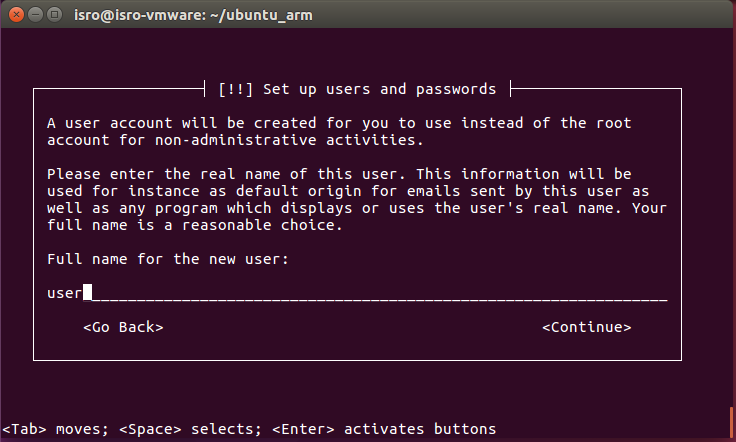 isro@isro-vmware: ~/ubuntu_arm
[!!] Set up users and passwords
A user account will be created for you to use instead of the root
account for non-administrative activities.
Please enter the real name of this user. This information will be
used for instance as default origin for emails sent by this user as
well as any program which displays or uses the user's real name. Your
full name is a reasonable choice.
Full name for the new user:
user
<Go Back> <Continue>
<Tab> moves; <Space> selects; <Enter> activates buttons